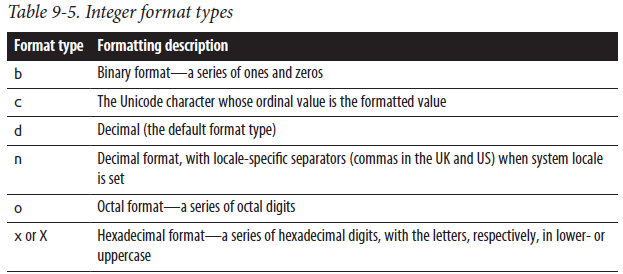 Table 9-5. Integer format types
Format type Formatting description
b Binary format—a series of ones and zeros
c The Unicode character whose ordinal value is the formatted value
d Decimal (the default format type)
n Decimal format, with locale-specific separators (commas in the UK and US) when system locale
is set
o Octal format—a series of octal digits
x or X Hexadecimal format—a series of hexadecimal digits, with the letters, respectively, in lower- or
uppercase